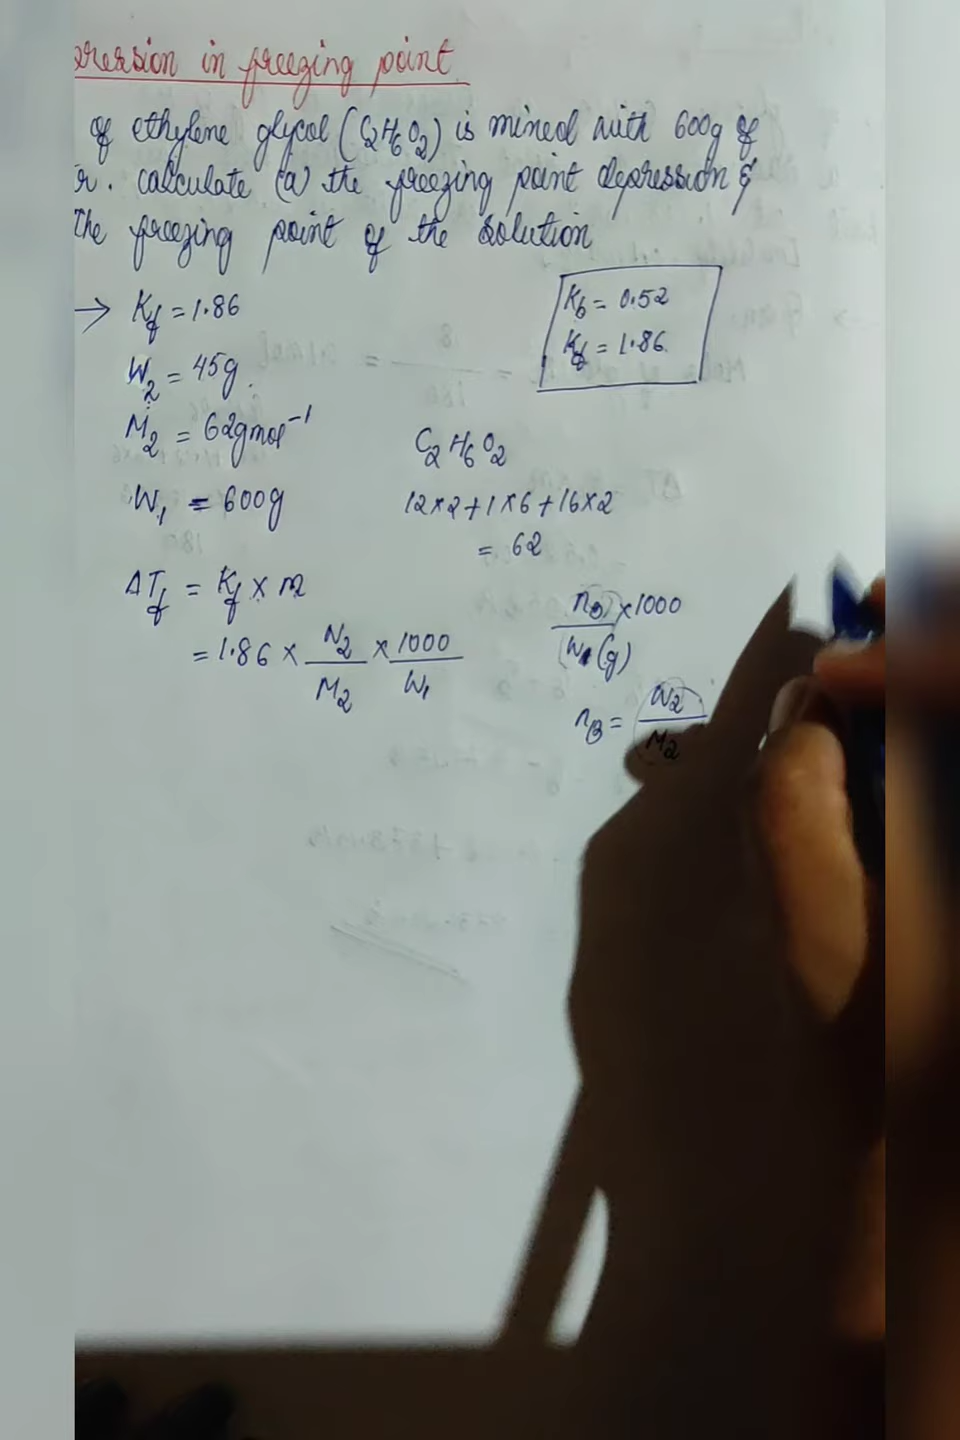 ression in freezing point
of ethylene glycol (C2H6O2) is mixed with 600g of
r. calculate (a) the freezing point depression &
The freezing point of the solution
→ Kf = 1.86
Kb = 0.52
Kf = 1.86
W2 = 45g.
M2 = 62gmol⁻¹
C2H6O2
W1 = 600g
12×2+1×6+16×2
= 62
ΔTf = Kf × m
nB × 1000
W (g)
= 1.86 × W2/M2 × 1000/W1
nB = W2/M2